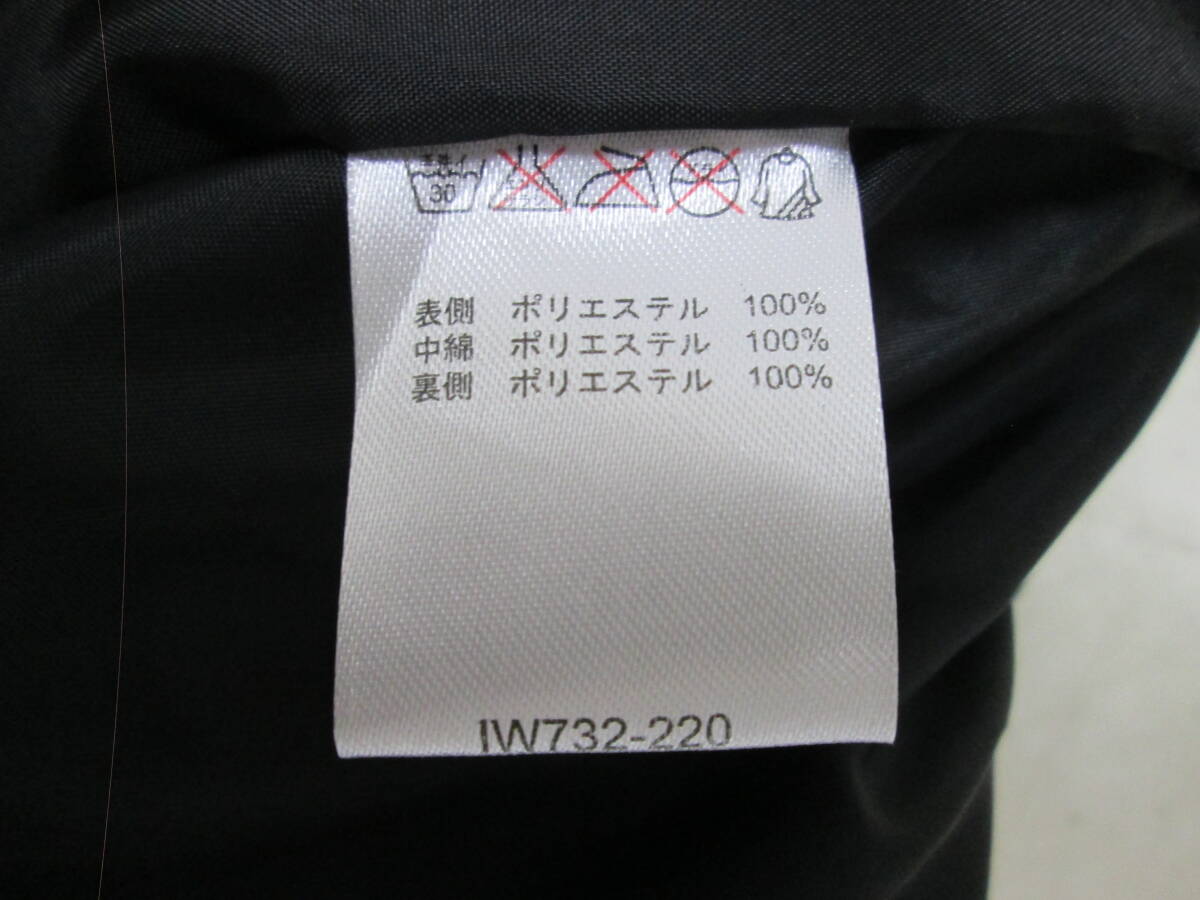 30
表側 ポリエステル 100%
中綿 ポリエステル 100%
裏側 ポリエステル 100%
IW732-220